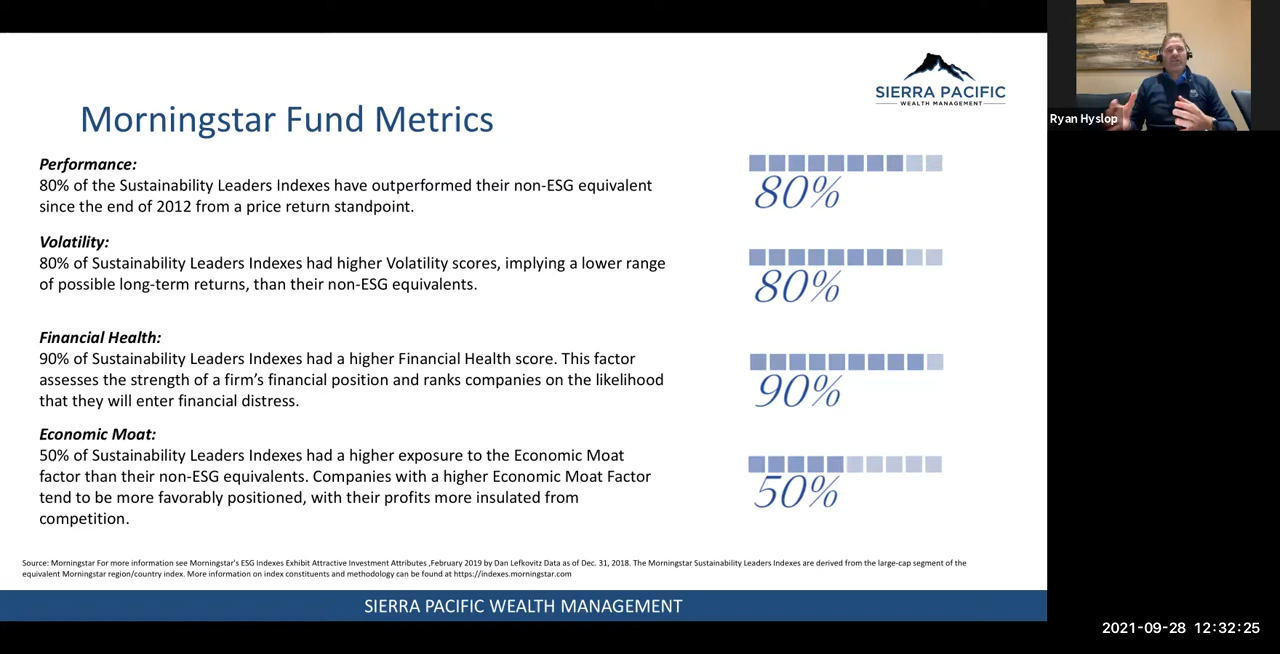 SIERRA PACIFIC
WEALTH MANAGEMENT
Ryan Hyslop
Morningstar Fund Metrics
Performance:
80% of the Sustainability Leaders Indexes have outperformed their non-ESG equivalent
since the end of 2012 from a price return standpoint.
80%
Volatility:
80% of Sustainability Leaders Indexes had higher Volatility scores, implying a lower range
of possible long-term returns, than their non-ESG equivalents.
80%
Financial Health:
90% of Sustainability Leaders Indexes had a higher Financial Health score. This factor
assesses the strength of a firm's financial position and ranks companies on the likelihood
that they will enter financial distress.
90%
Economic Moat:
50% of Sustainability Leaders Indexes had a higher exposure to the Economic Moat
factor than their non-ESG equivalents. Companies with a higher Economic Moat Factor
tend to be more favorably positioned, with their profits more insulated from
competition.
50%
Source: Morningstar For more information see Morningstar's ESG Indexes Exhibit Attractive Investment Attributes ,February 2019 by Dan Lefkovitz Data as of Dec. 31, 2018. The Morningstar Sustainability Leaders Indexes are derived from the large-cap segment of the
equivalent Morningstar region/country index. More information on index constituents and methodology can be found at https://indexes.morningstar.com
SIERRA PACIFIC WEALTH MANAGEMENT
2021-09-28 12:32:25